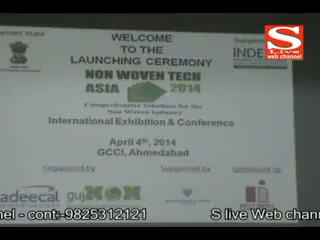 S
Live
web channel
WELCOME
TO THE
LAUNCHING CEREMONY
NON WOVEN TECH
ASIA 2014
Comprehensive Solutions for the
Non Woven Industry
International Exhibition & Conference
April 4th, 2014
GCCI, Ahmedabad
Organised by
Supported by
adeecal
guj
nel - cont:-9825312121
S live Web chann